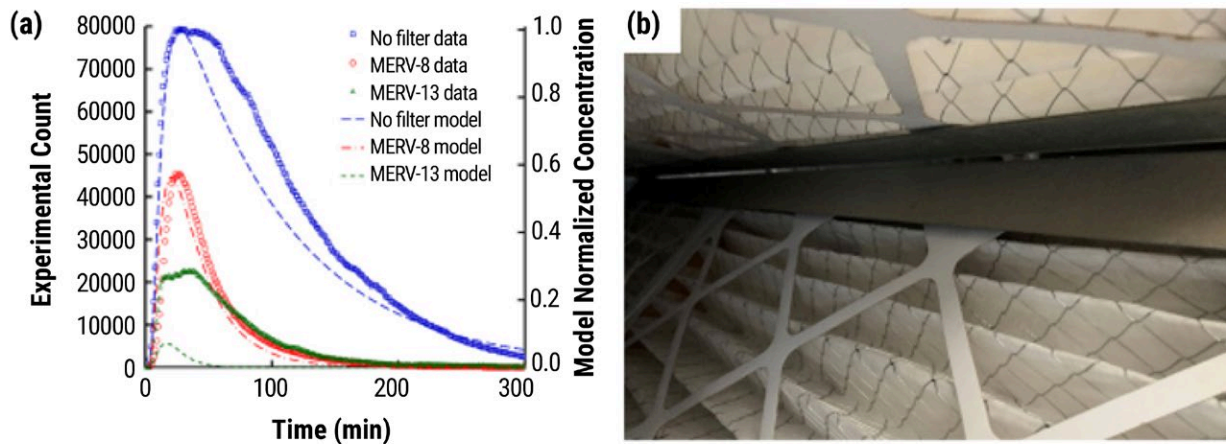 (a)
Experimental Count
80000
70000
60000
50000
40000
30000
20000
10000
0
No filter data
MERV-8 data
MERV-13 data
No filter model
MERV-8 model
MERV-13 model
1.0
0.8
0.6
0.4
0.2
0.0
Model Normalized Concentration
0
100
200
300
Time (min)
(b)